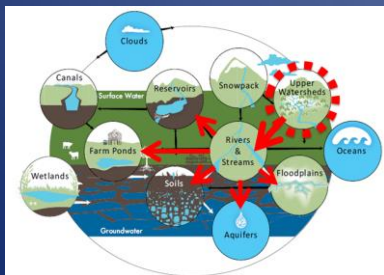 Clouds
Canals
Surface Water
Reservoirs
Snowpack
Upper
Watersheds
Farm Ponds
Rivers
&
Streams
Oceans
Wetlands
Soils
Floodplains
Groundwater
Aquifers